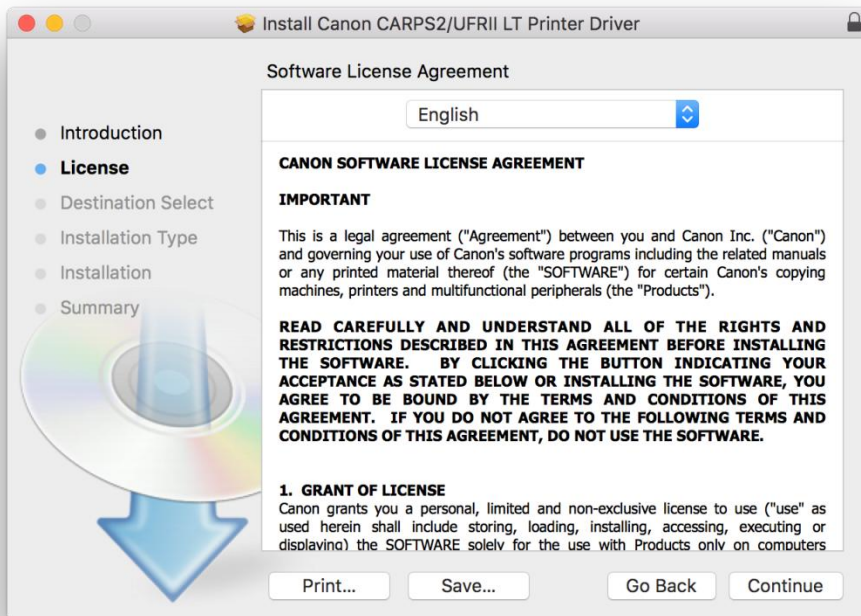 Install Canon CARPS2/UFRII LT Printer Driver
Software License Agreement
Introduction
License
Destination Select
Installation Type
Installation
Summary
English
CANON SOFTWARE LICENSE AGREEMENT
IMPORTANT
This is a legal agreement ("Agreement") between you and Canon Inc. ("Canon")
and governing your use of Canon's software programs including the related manuals
or any printed material thereof (the "SOFTWARE") for certain Canon's copying
machines, printers and multifunctional peripherals (the "Products").
READ CAREFULLY AND UNDERSTAND ALL OF THE RIGHTS AND
RESTRICTIONS DESCRIBED IN THIS AGREEMENT BEFORE INSTALLING
THE SOFTWARE. BY CLICKING THE BUTTON INDICATING YOUR
ACCEPTANCE AS STATED BELOW OR INSTALLING THE SOFTWARE, YOU
AGREE TO BE BOUND BY THE TERMS AND CONDITIONS OF THIS
AGREEMENT. IF YOU DO NOT AGREE TO THE FOLLOWING TERMS AND
CONDITIONS OF THIS AGREEMENT, DO NOT USE THE SOFTWARE.
1. GRANT OF LICENSE
Canon grants you a personal, limited and non-exclusive license to use ("use" as
used herein shall include storing, loading, installing, accessing, executing or
displaying) the SOFTWARE solely for the use with Products only on computers
Print...
Save...
Go Back
Continue